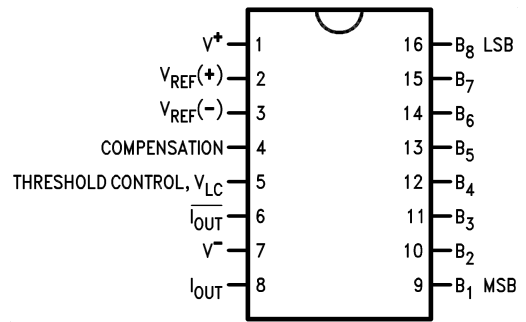 V+ 1 16 B8 LSB
VREF(+) 2 15 B7
VREF(−) 3 14 B6
COMPENSATION 4 13 B5
THRESHOLD CONTROL, VLC 5 12 B4
I̅O̅U̅T̅ 6 11 B3
V− 7 10 B2
IOUT 8 9 B1 MSB